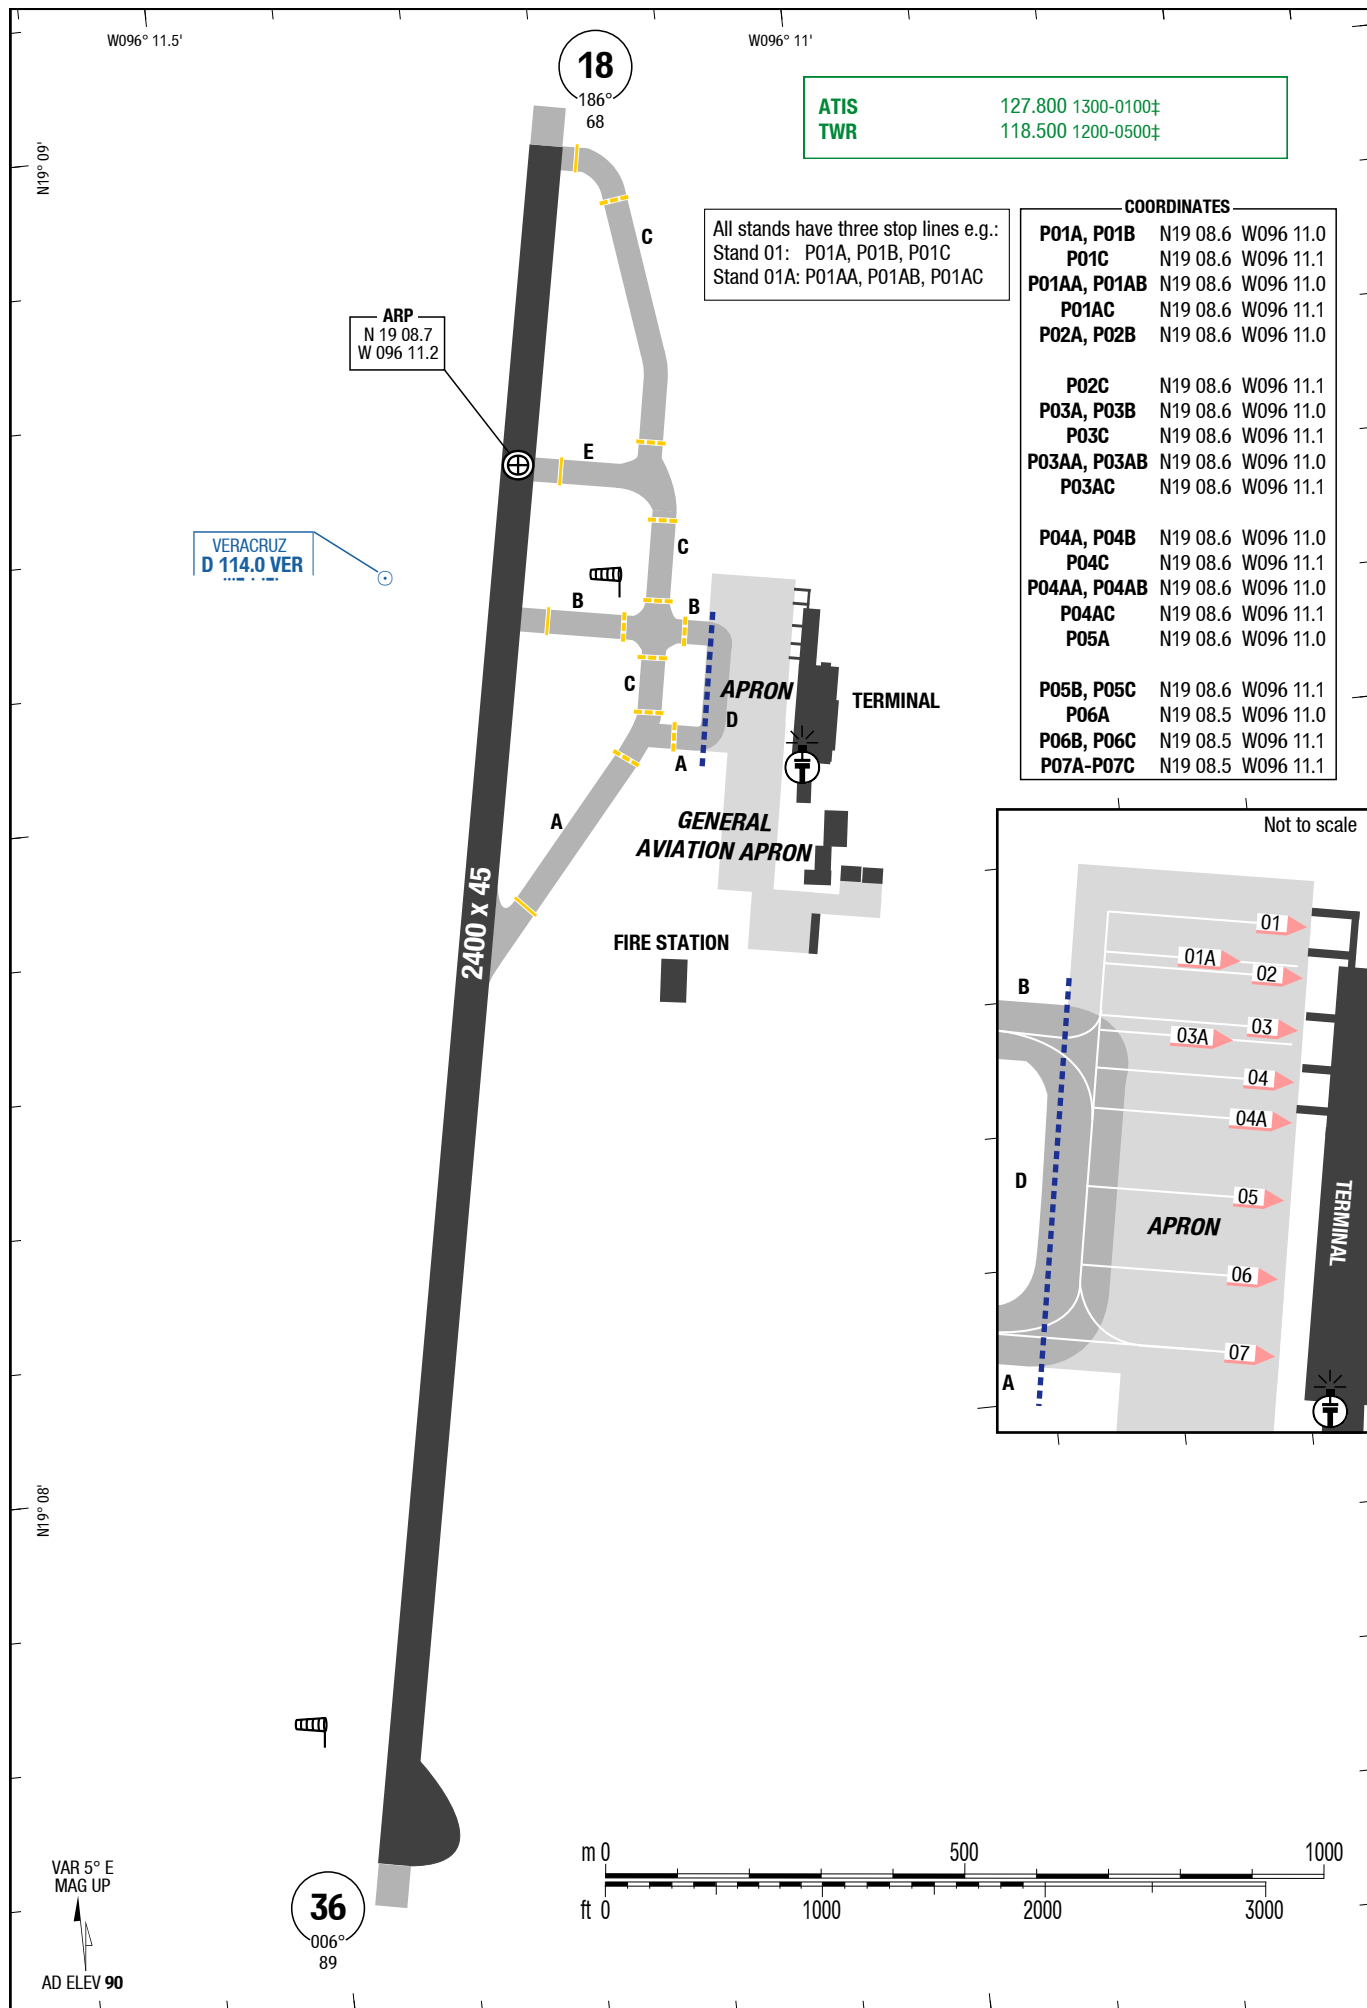 W096° 11.5'
W096° 11'
18
186°
68
ATIS 127.800 1300-0100‡
TWR 118.500 1200-0500‡
N19° 09'
All stands have three stop lines e.g.:
Stand 01: P01A, P01B, P01C
Stand 01A: P01AA, P01AB, P01AC
COORDINATES
P01A, P01B N19 08.6 W096 11.0
P01C N19 08.6 W096 11.1
P01AA, P01AB N19 08.6 W096 11.0
P01AC N19 08.6 W096 11.1
P02A, P02B N19 08.6 W096 11.0
P02C N19 08.6 W096 11.1
P03A, P03B N19 08.6 W096 11.0
P03C N19 08.6 W096 11.1
P03AA, P03AB N19 08.6 W096 11.0
P03AC N19 08.6 W096 11.1
P04A, P04B N19 08.6 W096 11.0
P04C N19 08.6 W096 11.1
P04AA, P04AB N19 08.6 W096 11.0
P04AC N19 08.6 W096 11.1
P05A N19 08.6 W096 11.0
P05B, P05C N19 08.6 W096 11.1
P06A N19 08.5 W096 11.0
P06B, P06C N19 08.5 W096 11.1
P07A-P07C N19 08.5 W096 11.1
C
ARP
N 19 08.7
W 096 11.2
E
VERACRUZ
D 114.0 VER
C
B
B
C
APRON
TERMINAL
D
A
A
GENERAL
AVIATION APRON
2400 x 45
FIRE STATION
Not to scale
01
01A
02
B
03
03A
04
04A
D
05
APRON
TERMINAL
06
07
A
N19° 08'
VAR 5° E
MAG UP
AD ELEV 90
36
006°
89
m 0 500 1000
ft 0 1000 2000 3000